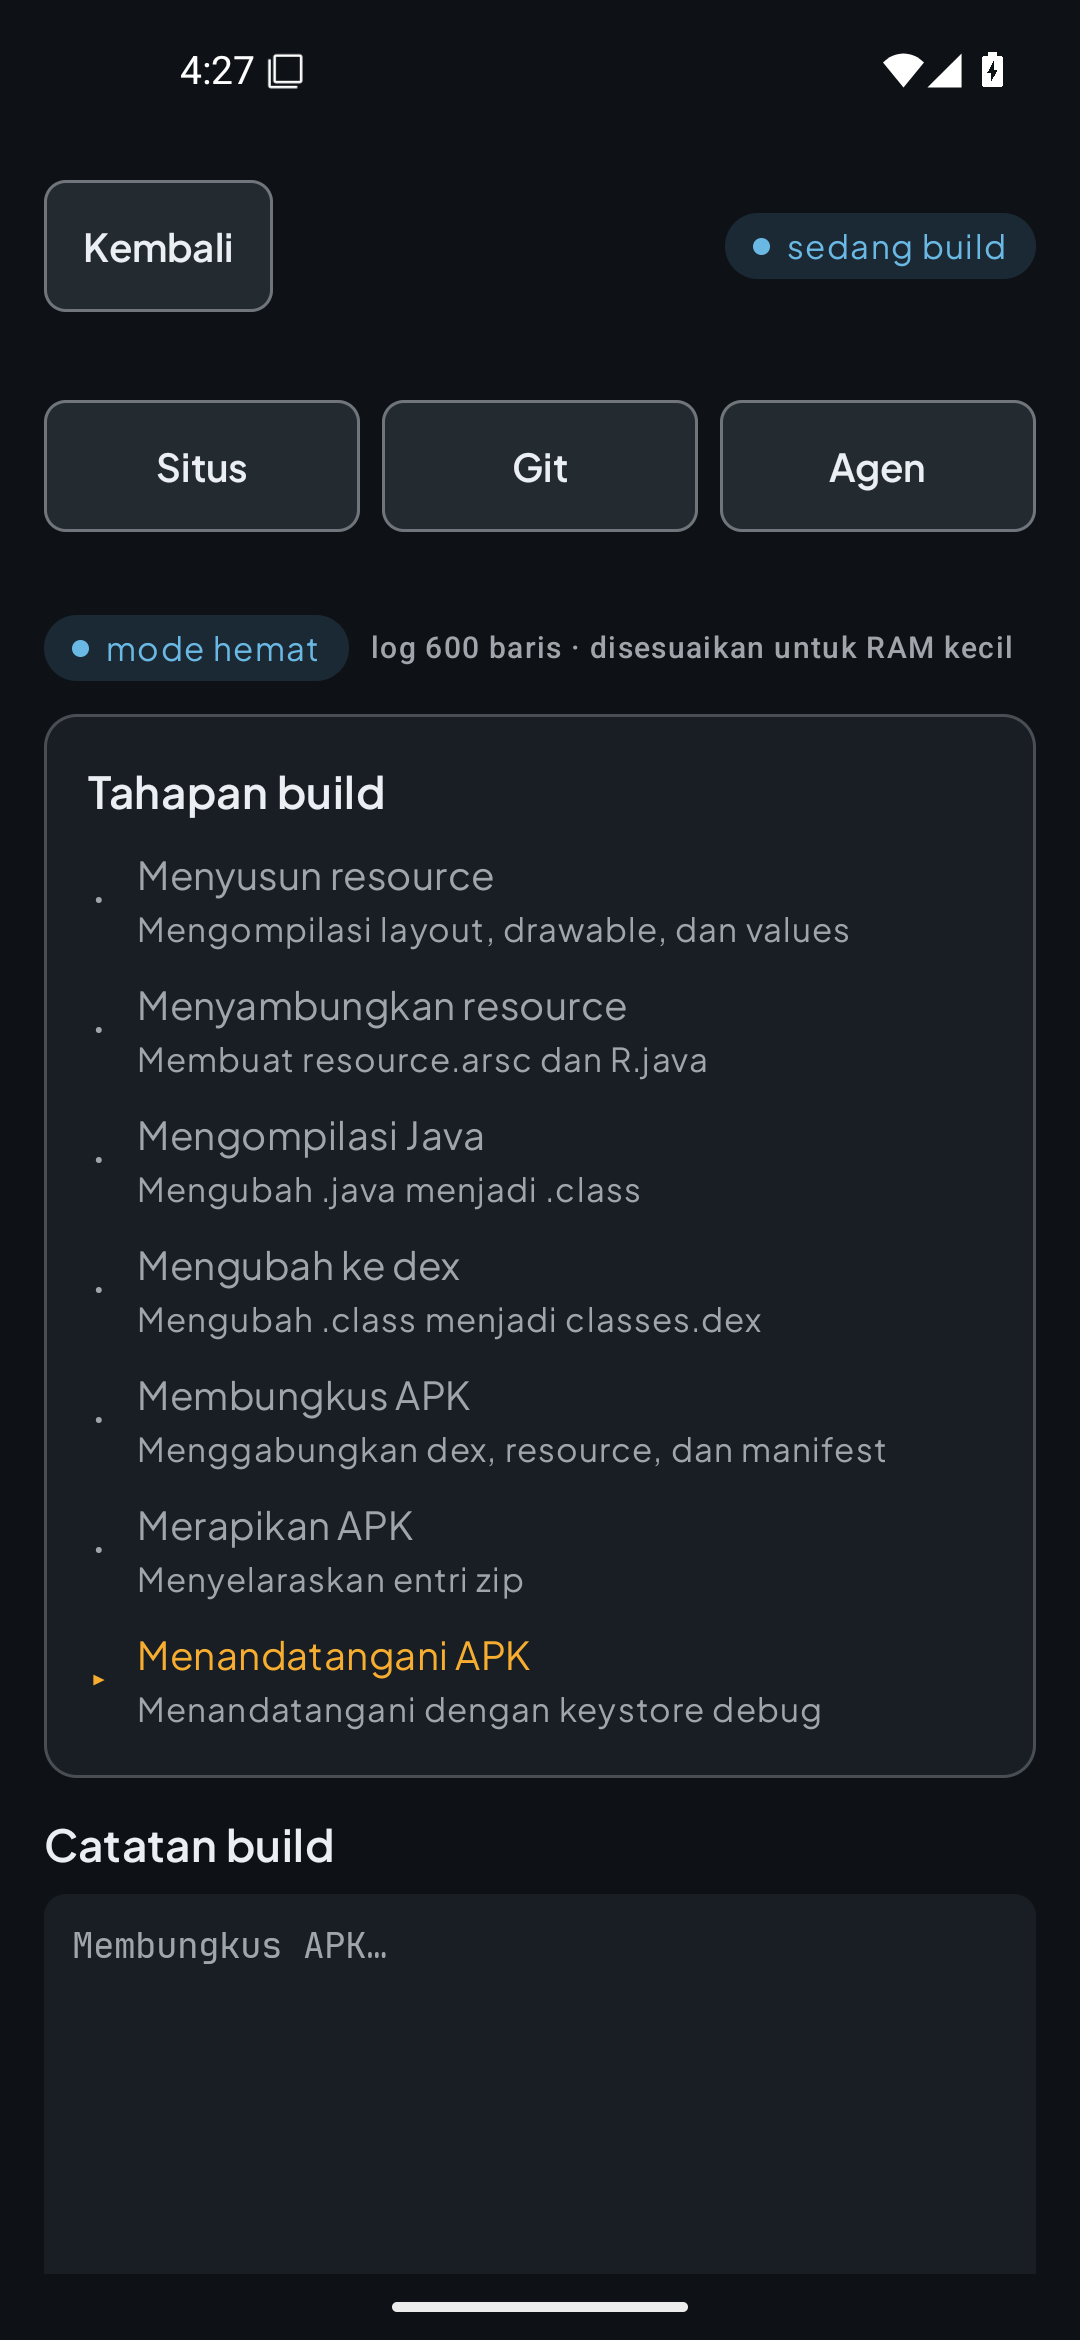 4:27
Kembali
sedang build
Situs
Git
Agen
mode hemat
log 600 baris · disesuaikan untuk RAM kecil
Tahapan build
Menyusun resource
Mengompilasi layout, drawable, dan values
Menyambungkan resource
Membuat resource.arsc dan R.java
Mengompilasi Java
Mengubah .java menjadi .class
Mengubah ke dex
Mengubah .class menjadi classes.dex
Membungkus APK
Menggabungkan dex, resource, dan manifest
Merapikan APK
Menyelaraskan entri zip
Menandatangani APK
Menandatangani dengan keystore debug
Catatan build
Membungkus APK…